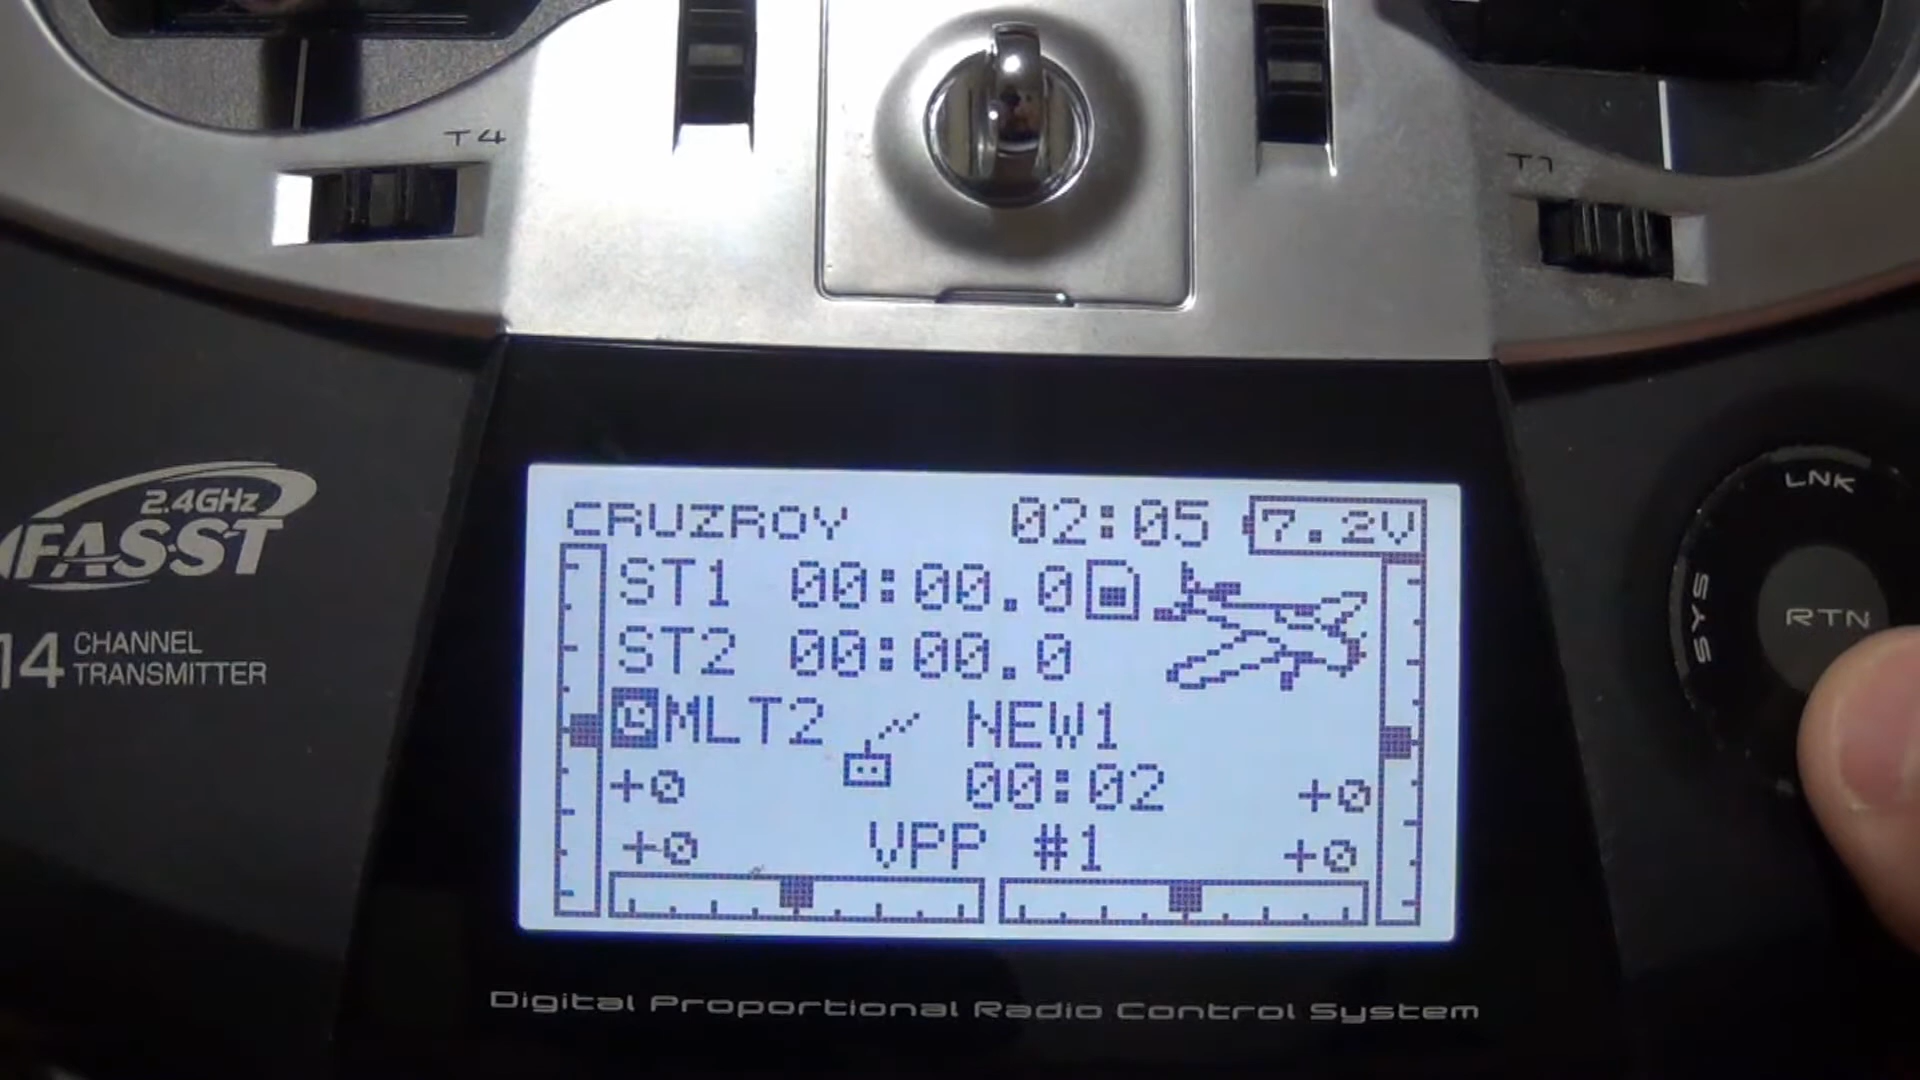 T4
T1
2.4GHz
FASST
14 CHANNEL
TRANSMITTER
CRUZROY 02:05 7.2V
ST1 00:00.0
ST2 00:00.0
MLT2 NEW1
+0 00:02 +0
+0 VPP #1 +0
LNK
SYS
RTN
Digital Proportional Radio Control System